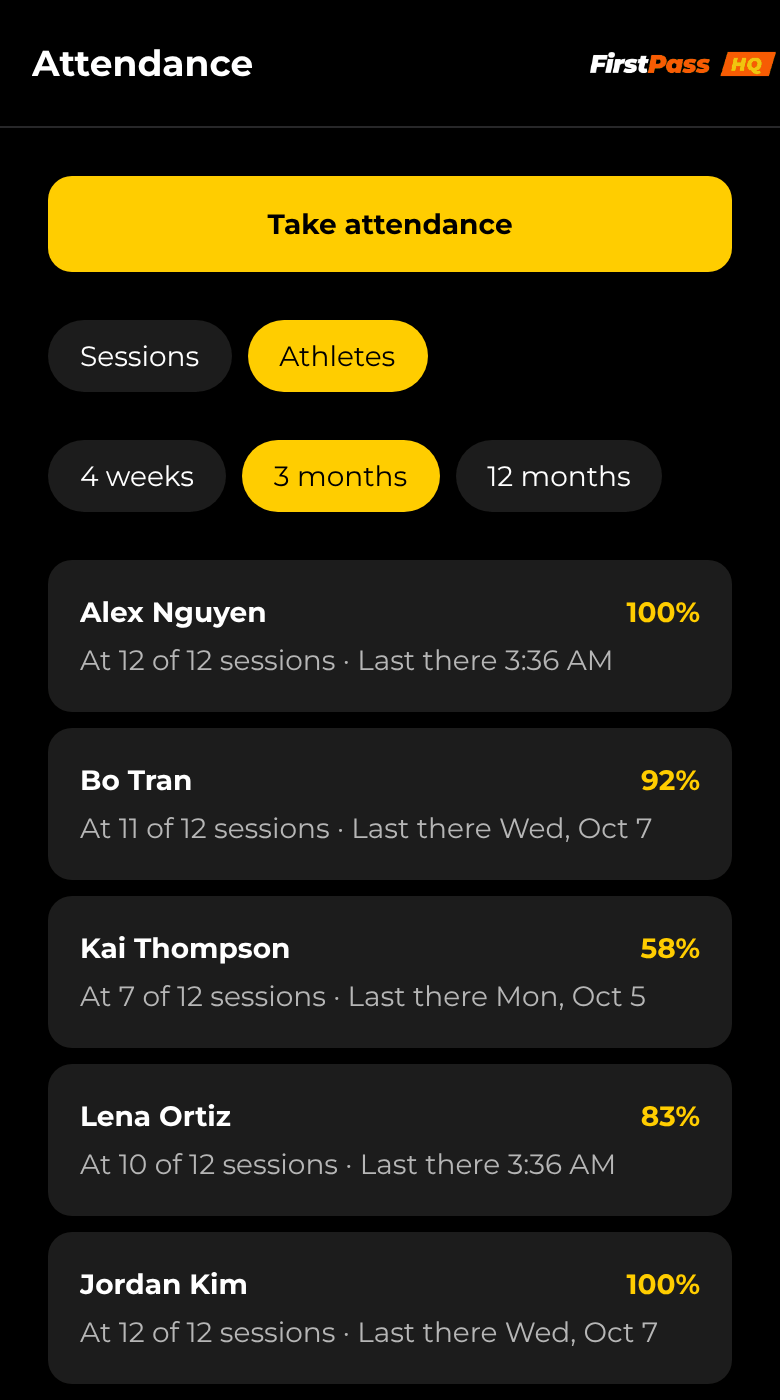 Attendance
FirstPass HQ
Take attendance
Sessions
Athletes
4 weeks
3 months
12 months
Alex Nguyen
100%
At 12 of 12 sessions · Last there 3:36 AM
Bo Tran
92%
At 11 of 12 sessions · Last there Wed, Oct 7
Kai Thompson
58%
At 7 of 12 sessions · Last there Mon, Oct 5
Lena Ortiz
83%
At 10 of 12 sessions · Last there 3:36 AM
Jordan Kim
100%
At 12 of 12 sessions · Last there Wed, Oct 7